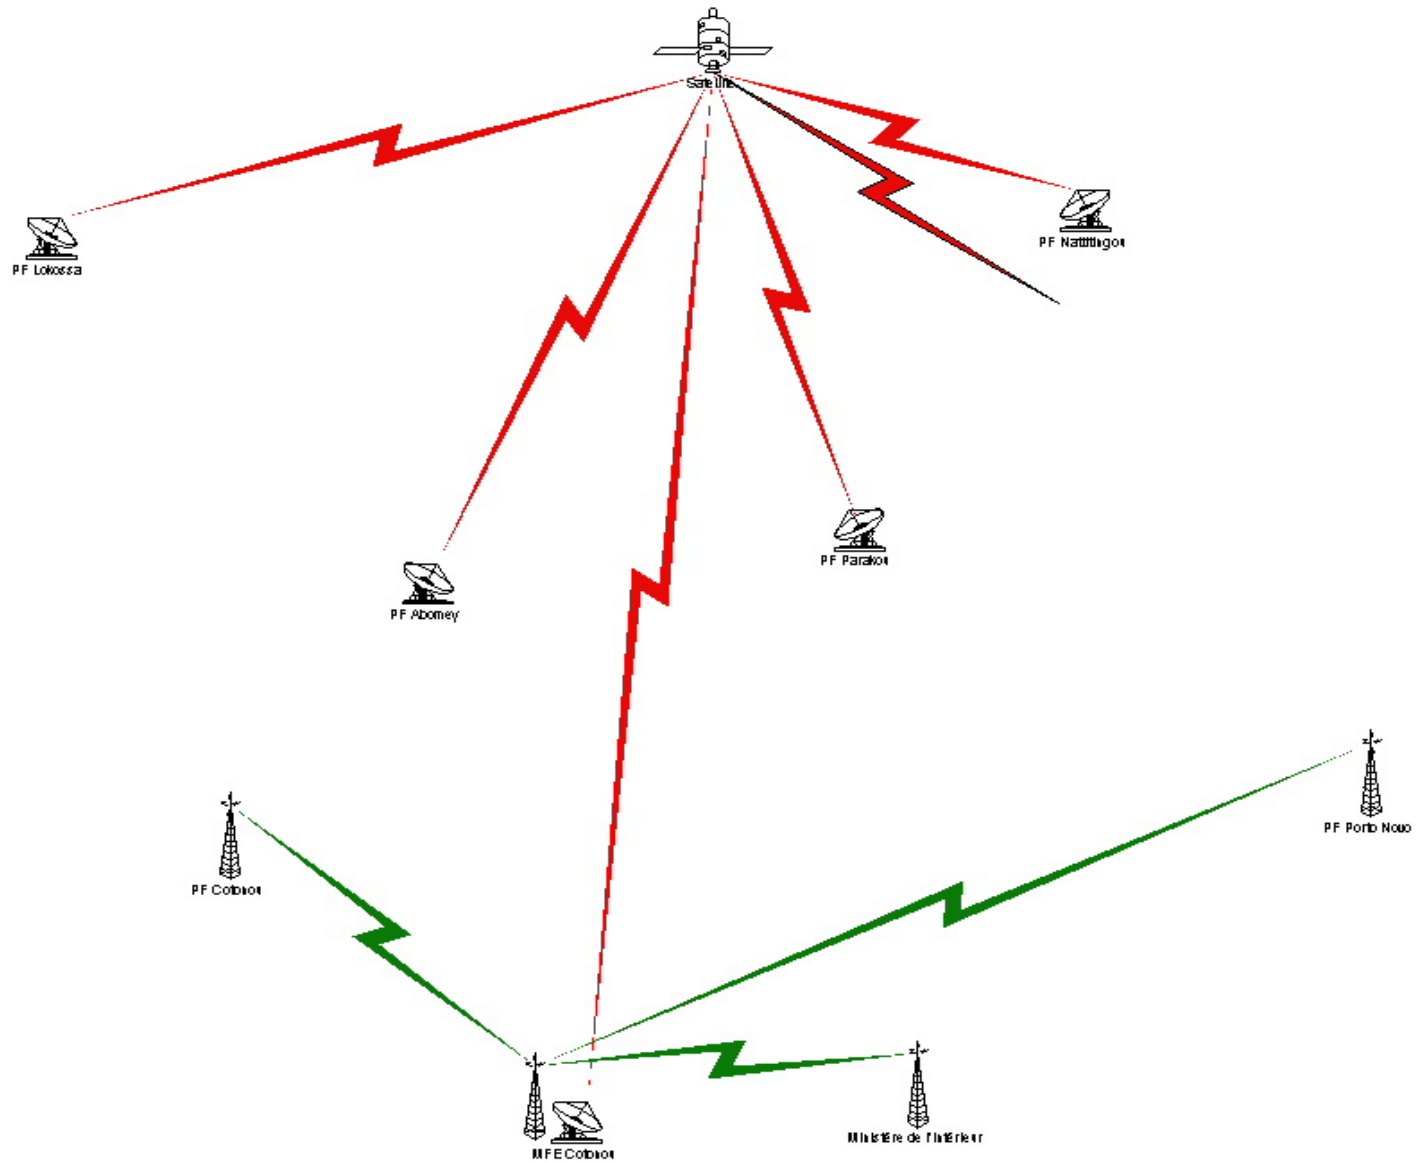 Satellite
PF Natitingou
PF Lokossa
PF Parakou
PF Abomey
PF Porto Novo
PF Cotonou
Ministère de l'Intérieur
MFE Cotonou